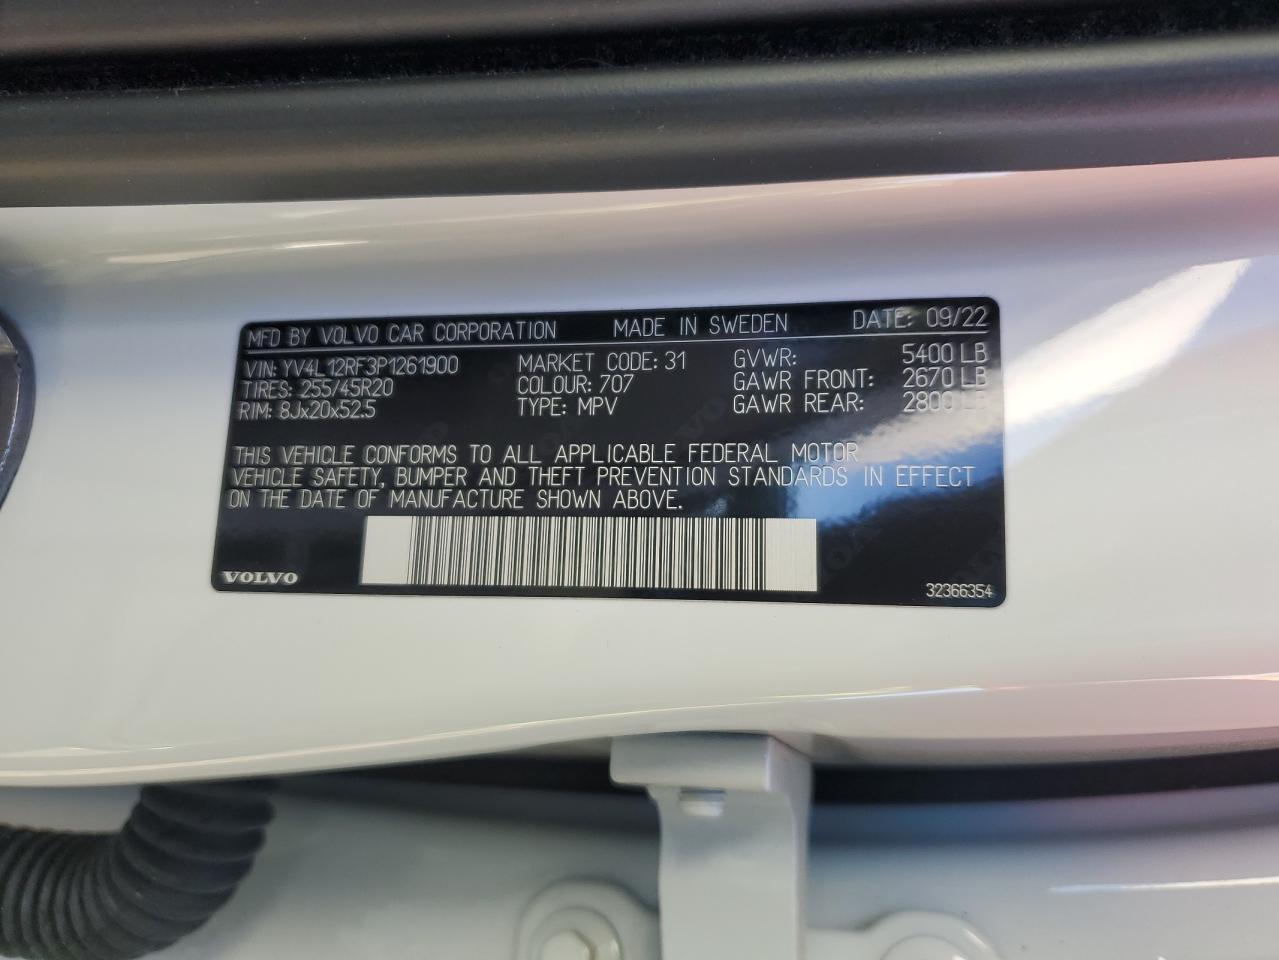 MFD BY VOLVO CAR CORPORATION MADE IN SWEDEN DATE: 09/22
VIN: YV4L12RF3P1261900 MARKET CODE: 31 GVWR: 5400 LB
TIRES: 255/45R20 COLOUR: 707 GAWR FRONT: 2670 LB
RIM: 8Jx20x52.5 TYPE: MPV GAWR REAR: 2800 LB
THIS VEHICLE CONFORMS TO ALL APPLICABLE FEDERAL MOTOR
VEHICLE SAFETY, BUMPER AND THEFT PREVENTION STANDARDS IN EFFECT
ON THE DATE OF MANUFACTURE SHOWN ABOVE.
VOLVO 32366354